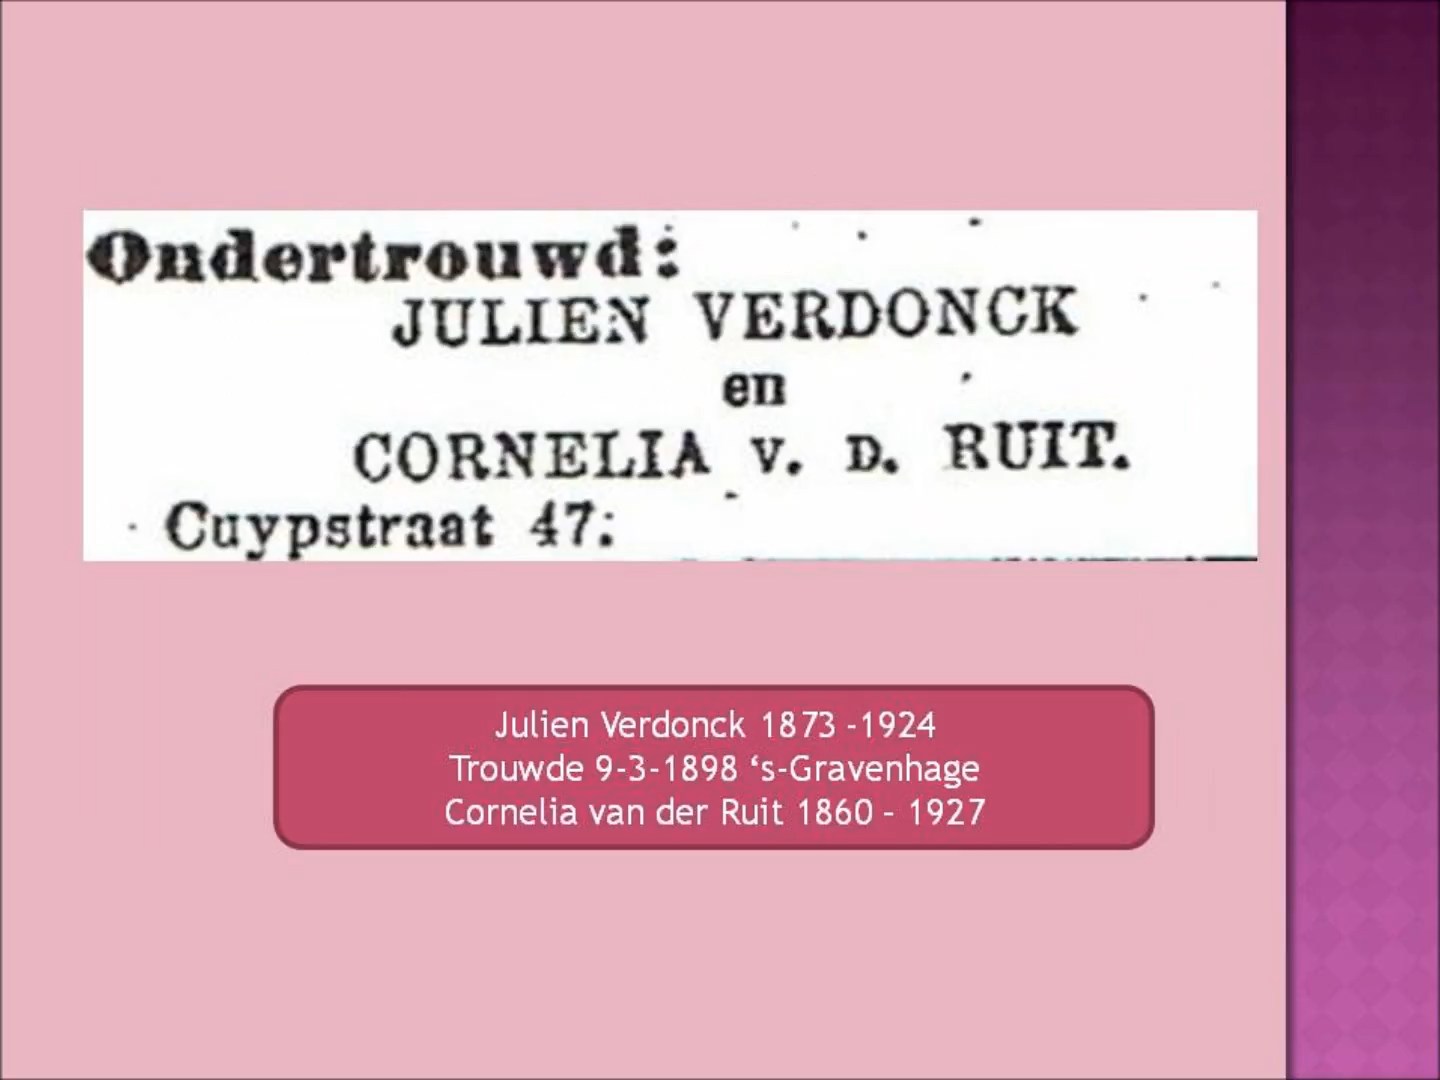 Ondertrouwd:
JULIEN VERDONCK
en
CORNELIA V. D. RUIT.
Cuypstraat 47:
Julien Verdonck 1873 -1924
Trouwde 9-3-1898 ‘s-Gravenhage
Cornelia van der Ruit 1860 – 1927